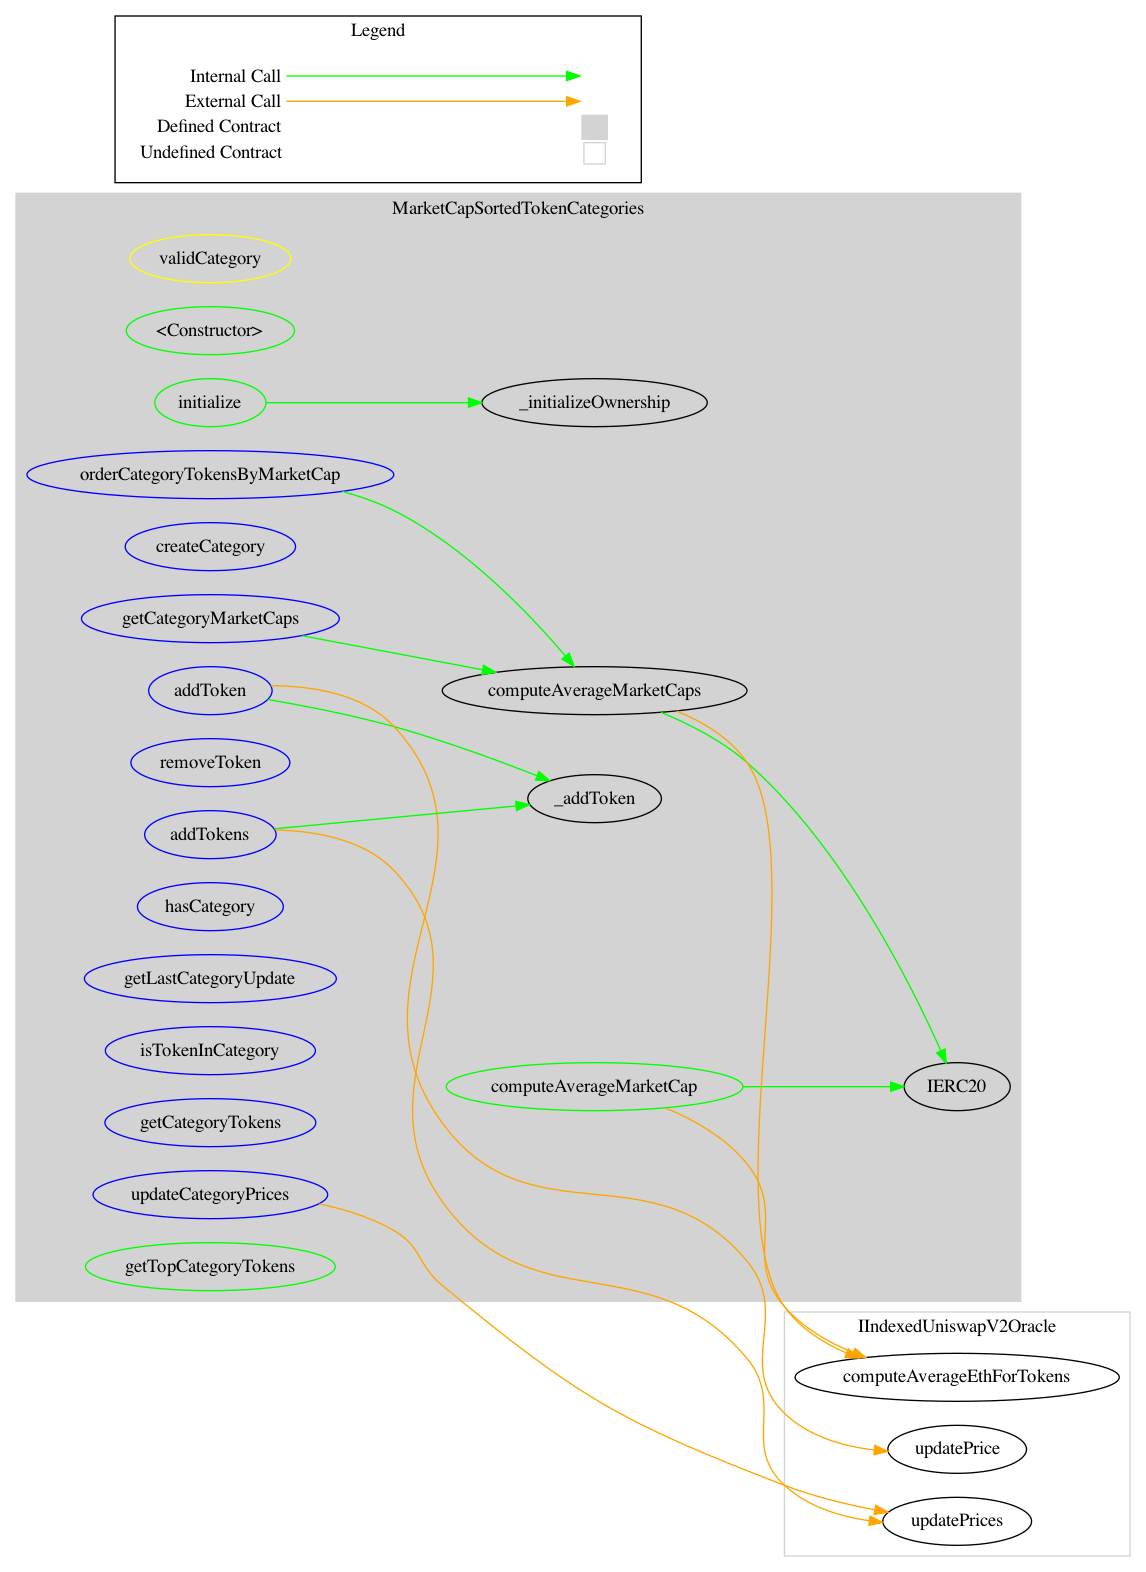 Legend
Internal Call
External Call
Defined Contract
Undefined Contract
MarketCapSortedTokenCategories
validCategory
<Constructor>
initialize
_initializeOwnership
orderCategoryTokensByMarketCap
createCategory
getCategoryMarketCaps
addToken
computeAverageMarketCaps
removeToken
_addToken
addTokens
hasCategory
getLastCategoryUpdate
isTokenInCategory
computeAverageMarketCap
IERC20
getCategoryTokens
updateCategoryPrices
getTopCategoryTokens
IIndexedUniswapV2Oracle
computeAverageEthForTokens
updatePrice
updatePrices